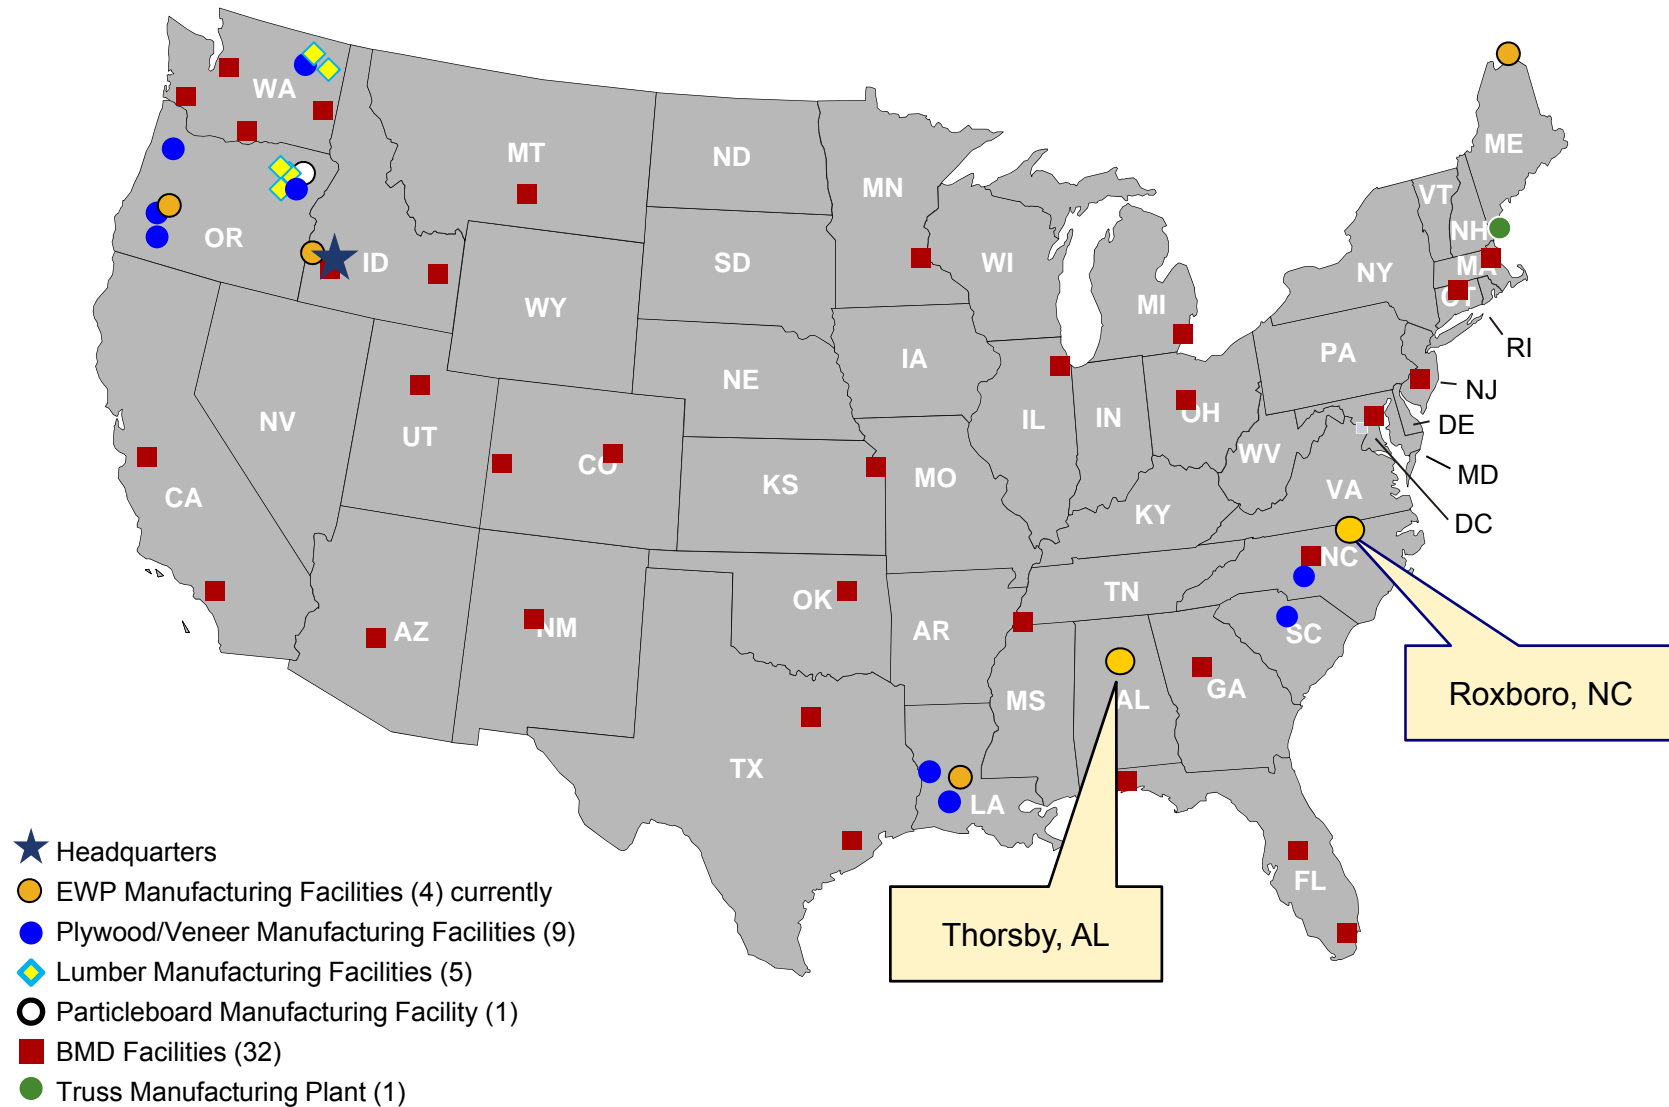 WA
MT
ND
MN
ME
VT
NH
OR
ID
SD
WI
NY
MA
CT
WY
MI
RI
IA
PA
NE
NJ
NV
UT
CO
IL
IN
OH
DE
WV
MD
CA
KS
MO
VA
KY
DC
NC
OK
TN
AZ
NM
AR
SC
MS
AL
GA
Roxboro, NC
TX
LA
FL
Thorsby, AL
Headquarters
EWP Manufacturing Facilities (4) currently
Plywood/Veneer Manufacturing Facilities (9)
Lumber Manufacturing Facilities (5)
Particleboard Manufacturing Facility (1)
BMD Facilities (32)
Truss Manufacturing Plant (1)